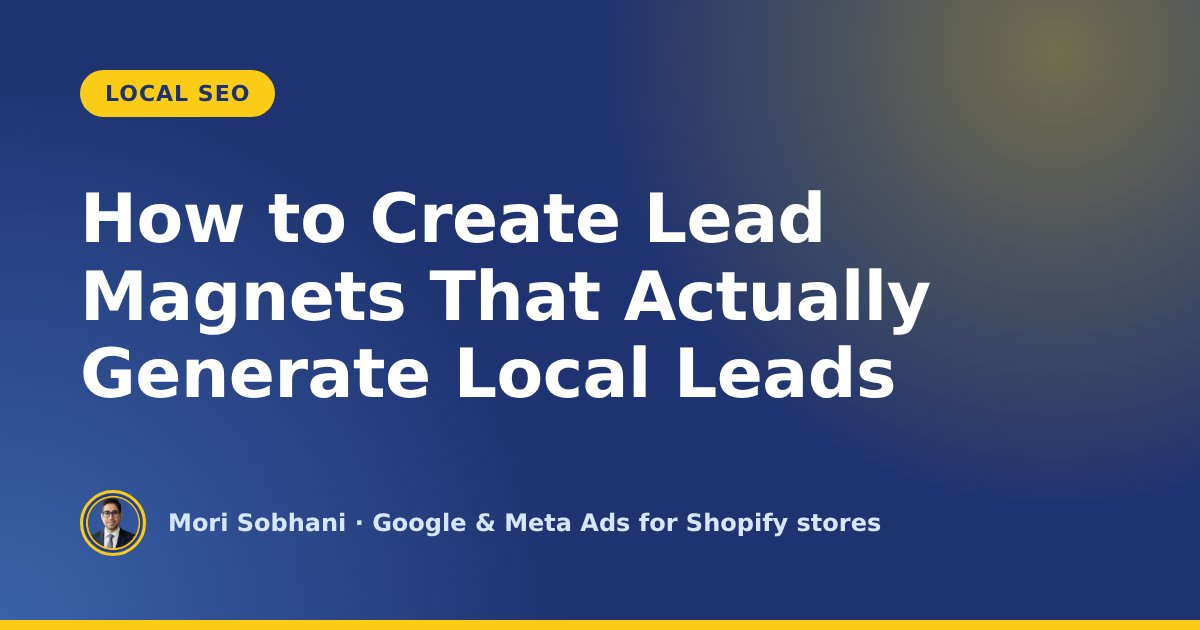 LOCAL SEO
How to Create Lead
Magnets That Actually
Generate Local Leads
Mori Sobhani · Google & Meta Ads for Shopify stores